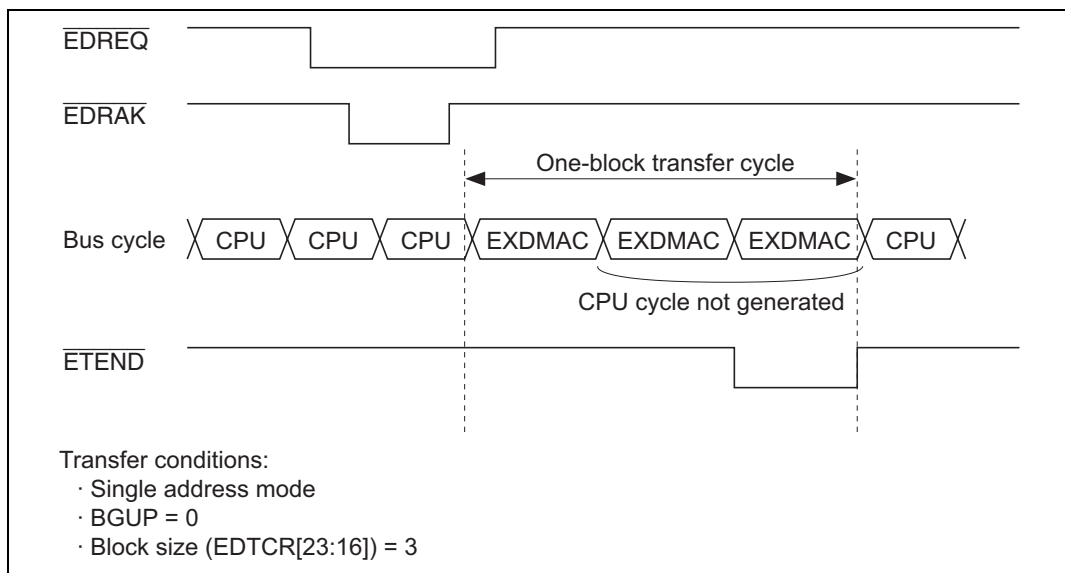 EDREQ
EDRAK
One-block transfer cycle
Bus cycle CPU CPU CPU EXDMAC EXDMAC EXDMAC CPU
CPU cycle not generated
ETEND
Transfer conditions:
· Single address mode
· BGUP = 0
· Block size (EDTCR[23:16]) = 3